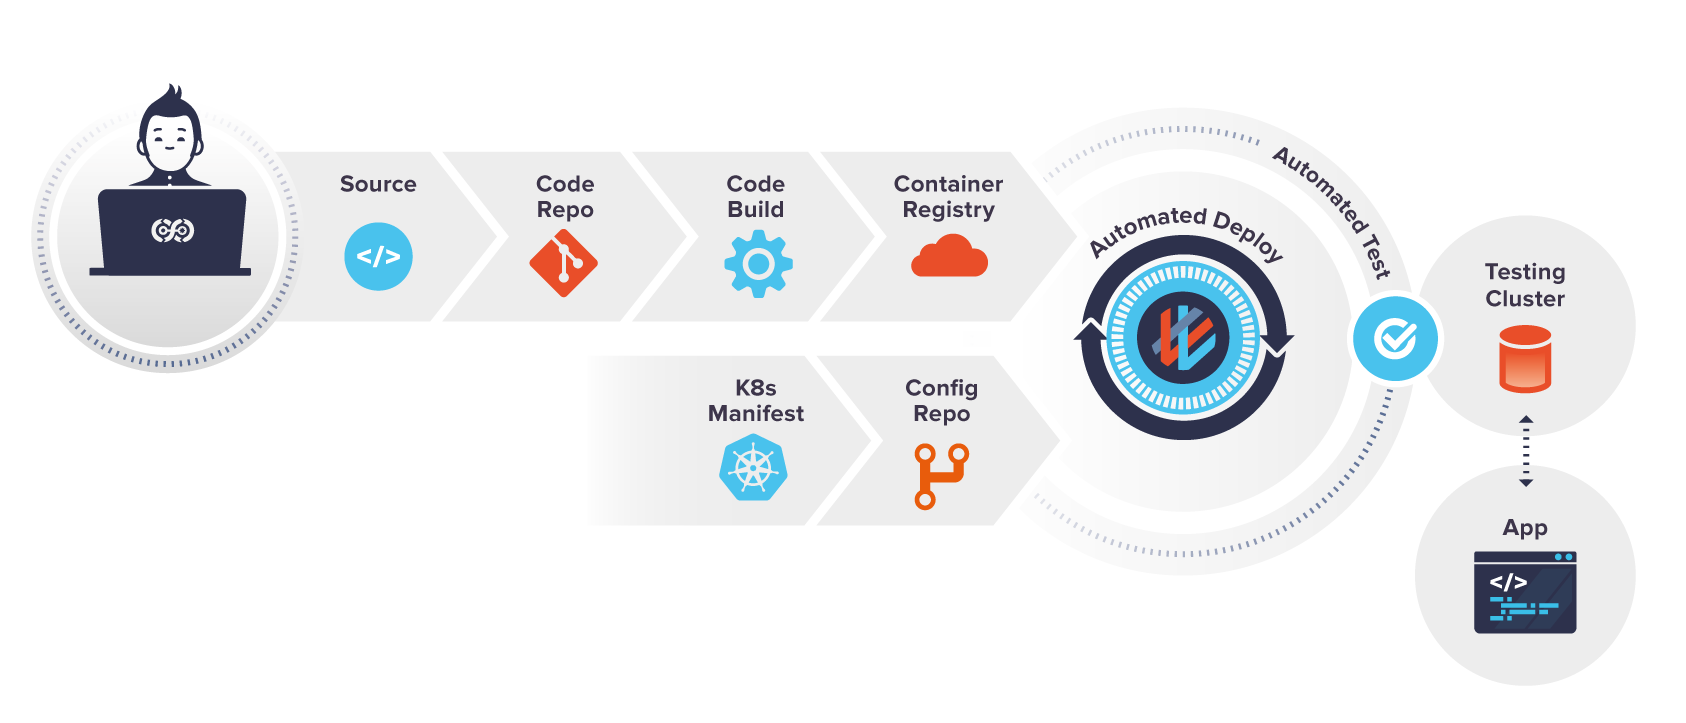 Source
Code
Repo
Code
Build
Container
Registry
K8s
Manifest
Config
Repo
Automated Deploy
Automated Test
Testing
Cluster
App
</>
</>